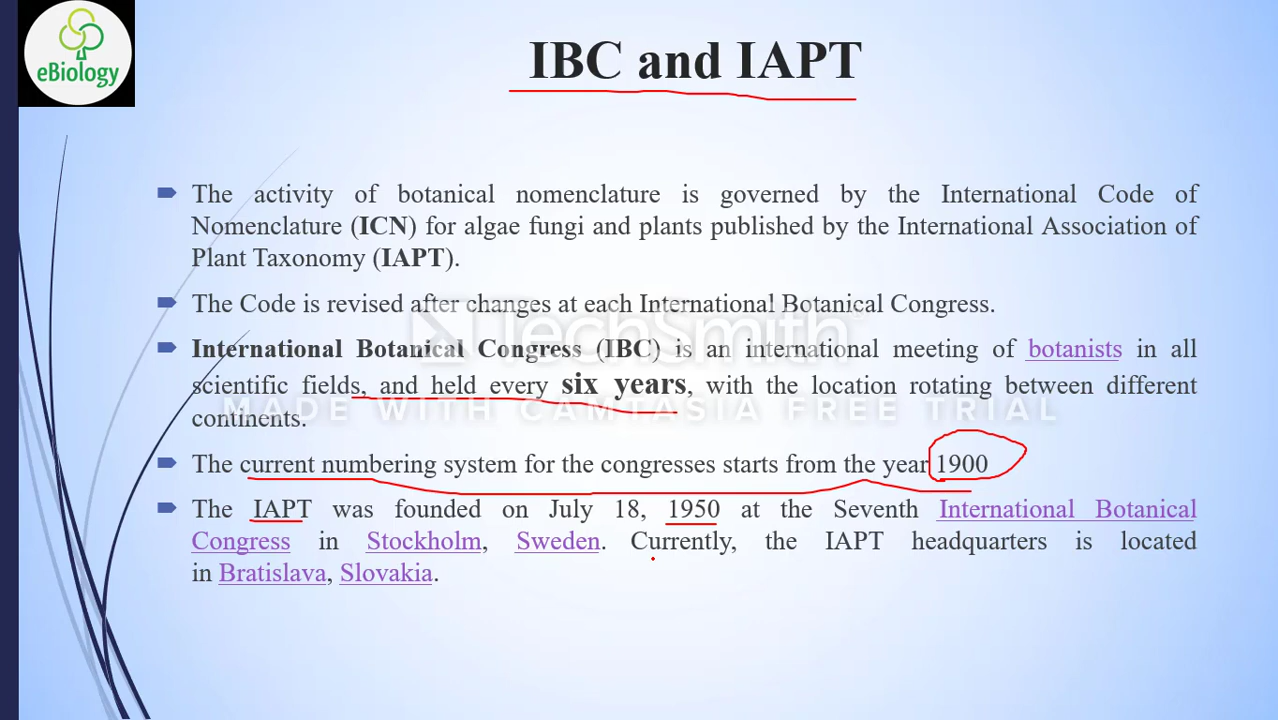 eBiology
IBC and IAPT
The activity of botanical nomenclature is governed by the International Code of
Nomenclature (ICN) for algae fungi and plants published by the International Association of
Plant Taxonomy (IAPT).
The Code is revised after changes at each International Botanical Congress.
TechSmith
International Botanical Congress (IBC) is an international meeting of botanists in all
scientific fields, and held every six years, with the location rotating between different
MADE WITH CAMTASIA FREE TRIAL
continents.
The current numbering system for the congresses starts from the year 1900
The IAPT was founded on July 18, 1950 at the Seventh International Botanical
Congress in Stockholm, Sweden. Currently, the IAPT headquarters is located
in Bratislava, Slovakia.